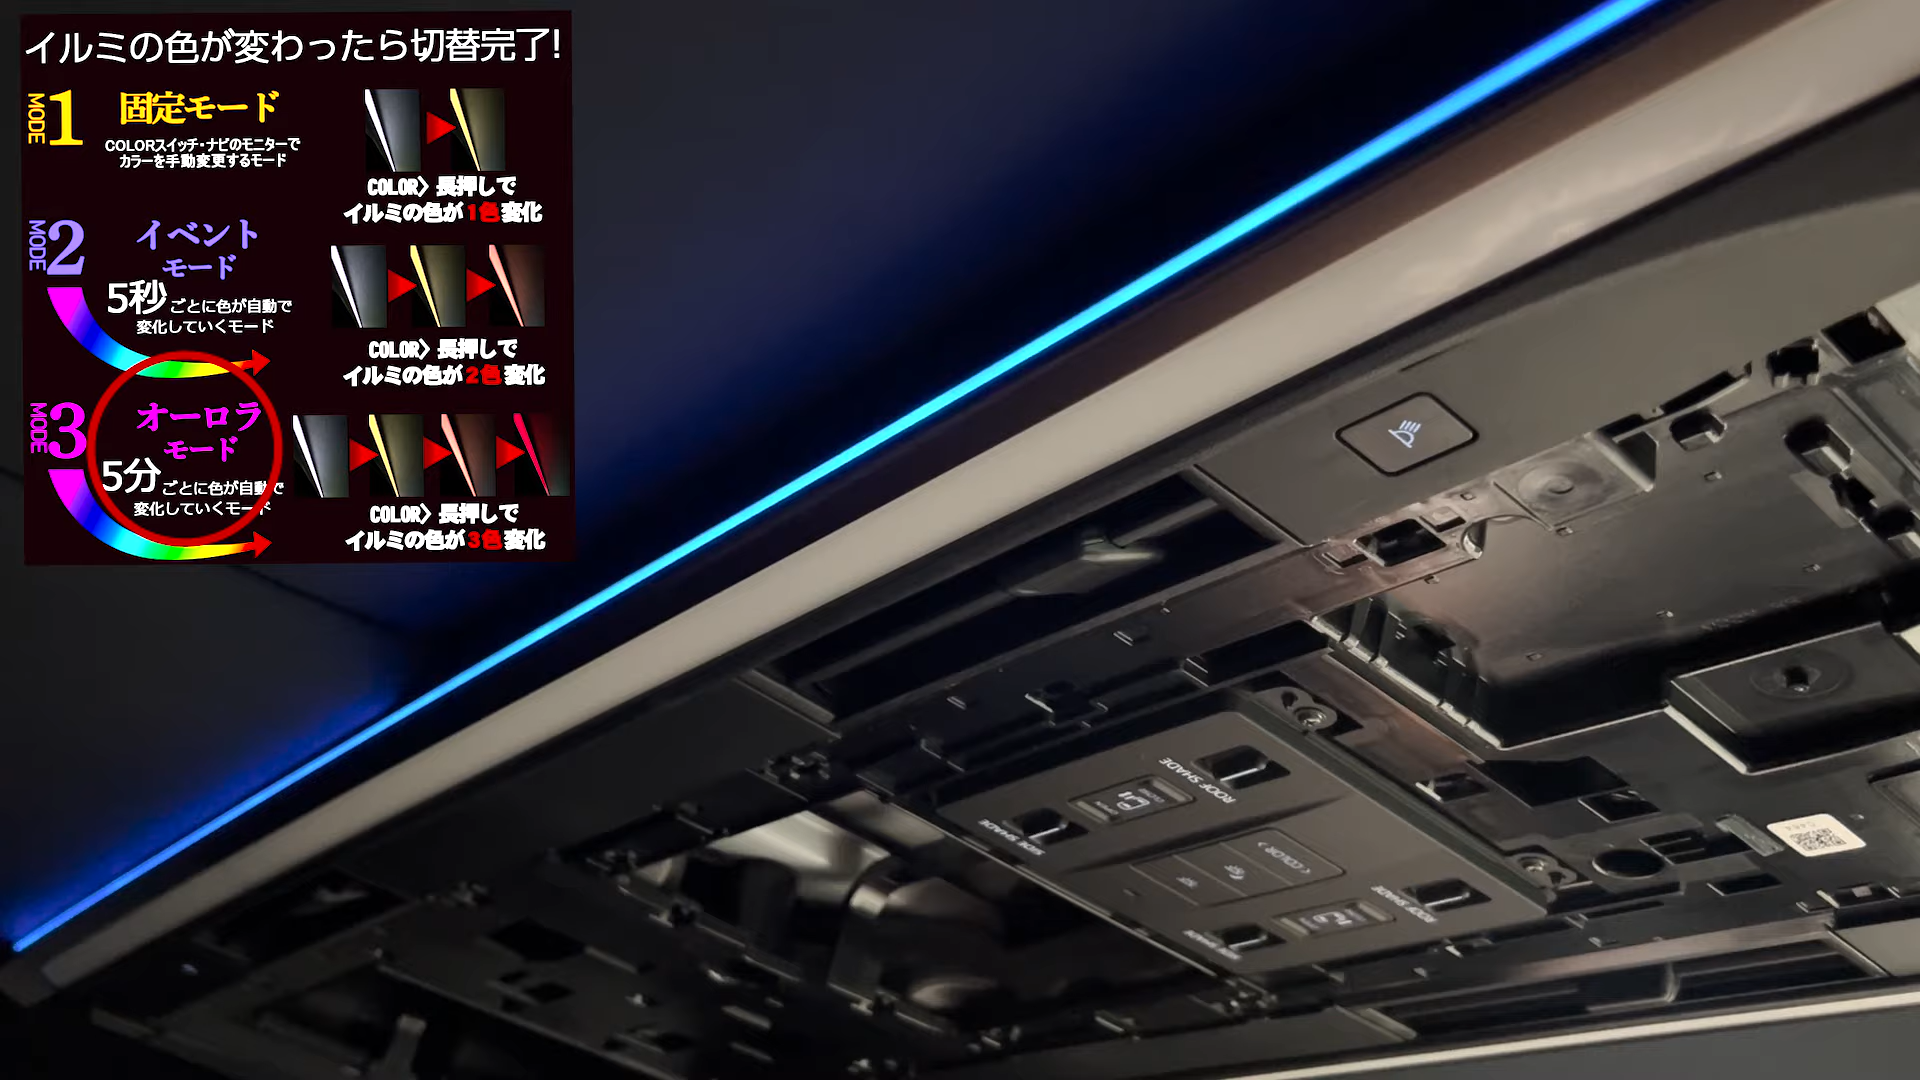 イルミの色が変わったら切替完了!
MODE 1
固定モード
COLORスイッチ・ナビのモニターで
カラーを手動変更するモード
COLOR〉長押しで
イルミの色が1色変化
MODE 2
イベント
モード
5秒ごとに色が自動で
変化していくモード
COLOR〉長押しで
イルミの色が2色変化
MODE 3
オーロラ
モード
5分ごとに色が自動で
変化していくモード
COLOR〉長押しで
イルミの色が3色変化
ROOF SHADE
SIDE SHADE
< COLOR >
ROOF SHADE